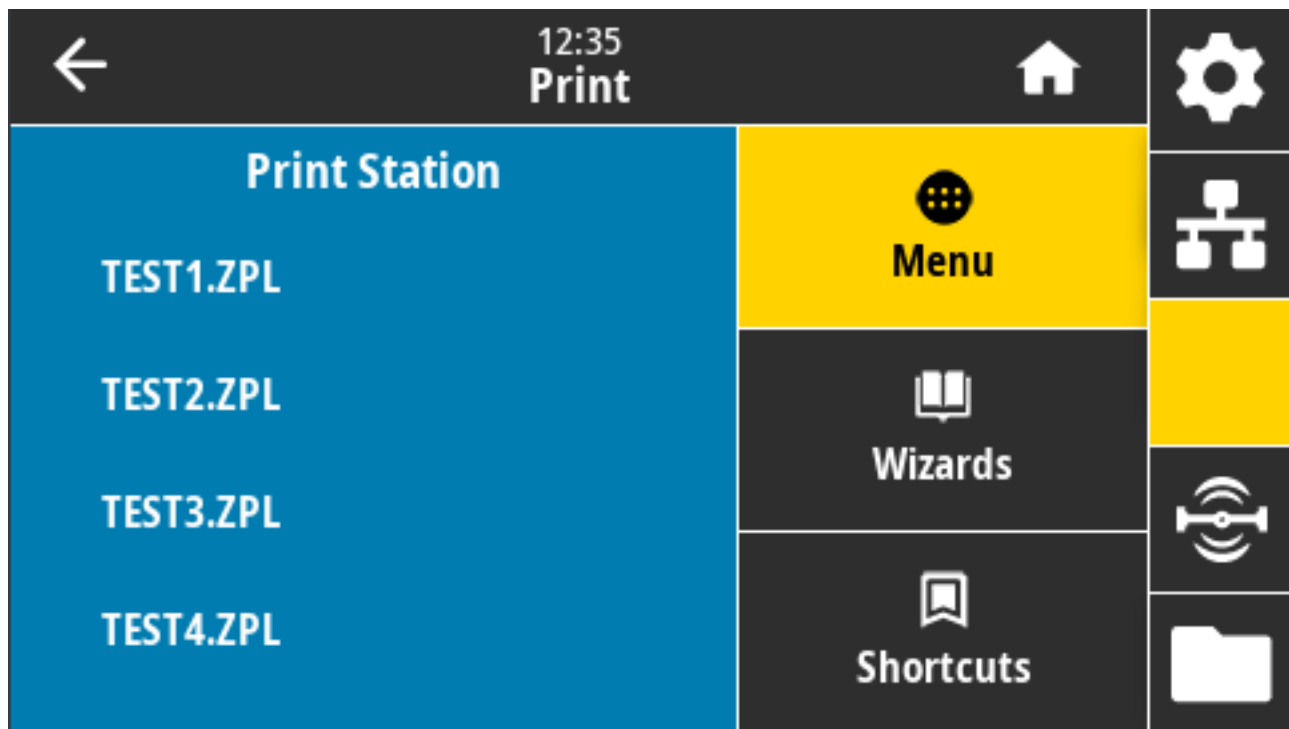 12:35
Print
Print Station
TEST1.ZPL
TEST2.ZPL
TEST3.ZPL
TEST4.ZPL
Menu
Wizards
Shortcuts